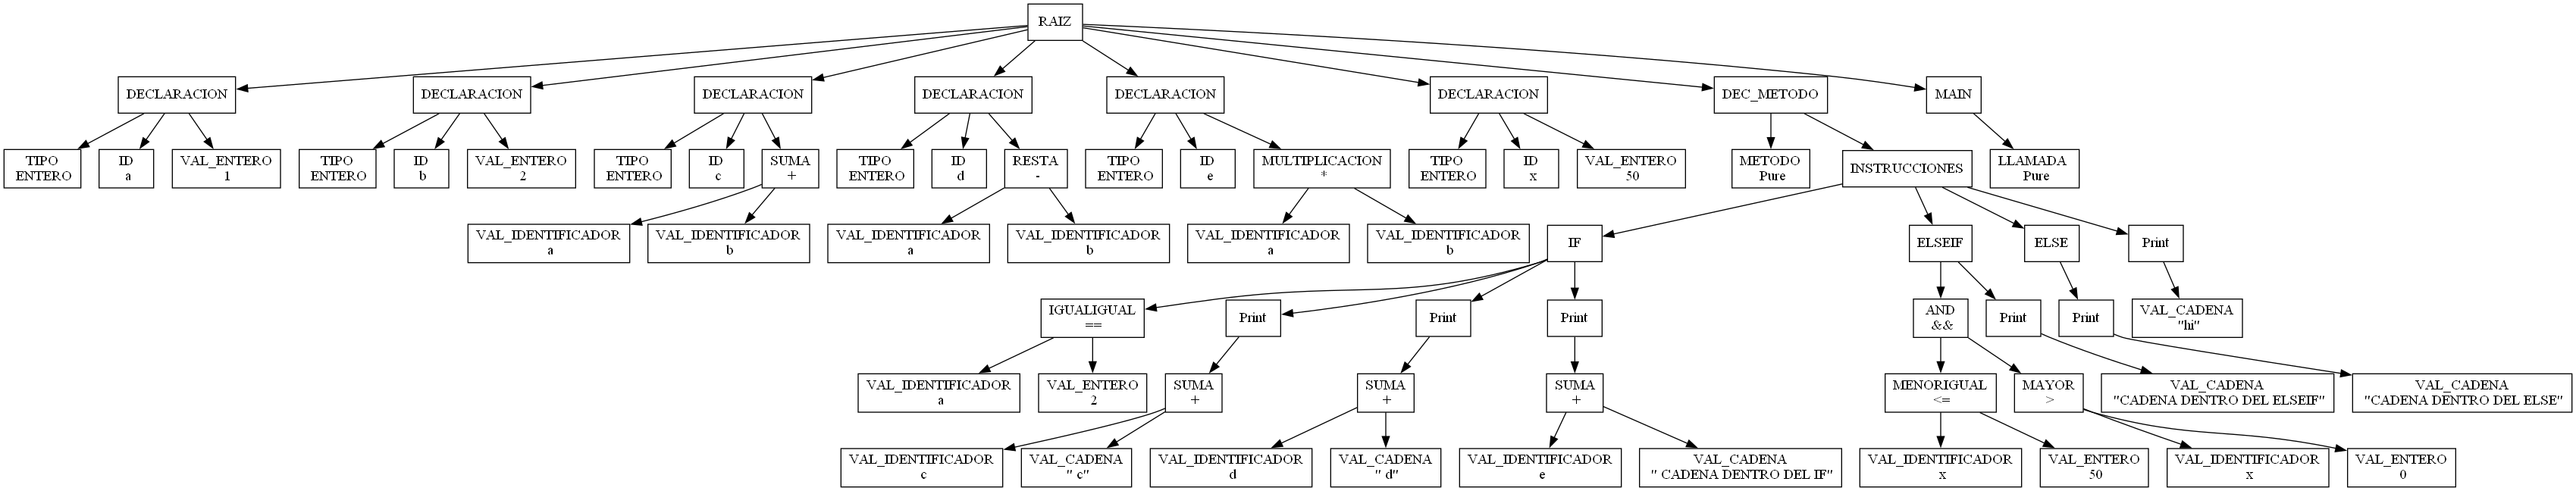 RAIZ
DECLARACION
DECLARACION
DECLARACION
DECLARACION
DECLARACION
DECLARACION
DEC_METODO
MAIN
TIPO
ENTERO
ID
a
VAL_ENTERO
1
TIPO
ENTERO
ID
b
VAL_ENTERO
2
TIPO
ENTERO
ID
c
SUMA
+
TIPO
ENTERO
ID
d
RESTA
-
TIPO
ENTERO
ID
e
MULTIPLICACION
*
TIPO
ENTERO
ID
x
VAL_ENTERO
50
METODO
Pure
INSTRUCCIONES
LLAMADA
Pure
VAL_IDENTIFICADOR
a
VAL_IDENTIFICADOR
b
VAL_IDENTIFICADOR
a
VAL_IDENTIFICADOR
b
VAL_IDENTIFICADOR
a
VAL_IDENTIFICADOR
b
IF
ELSEIF
ELSE
Print
IGUALIGUAL
==
Print
Print
Print
AND
&&
Print
Print
VAL_CADENA
"hi"
VAL_IDENTIFICADOR
a
VAL_ENTERO
2
SUMA
+
SUMA
+
SUMA
+
MENORIGUAL
<=
MAYOR
>
VAL_CADENA
"CADENA DENTRO DEL ELSEIF"
VAL_CADENA
"CADENA DENTRO DEL ELSE"
VAL_IDENTIFICADOR
c
VAL_CADENA
" c"
VAL_IDENTIFICADOR
d
VAL_CADENA
" d"
VAL_IDENTIFICADOR
e
VAL_CADENA
" CADENA DENTRO DEL IF"
VAL_IDENTIFICADOR
x
VAL_ENTERO
50
VAL_IDENTIFICADOR
x
VAL_ENTERO
0